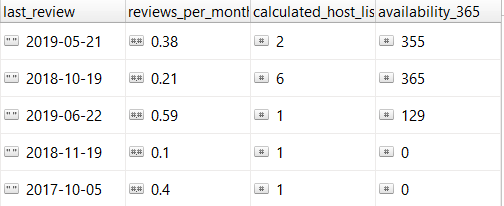 last_review reviews_per_month calculated_host_lis availability_365
"" 2019-05-21 #.# 0.38 # 2 # 355
"" 2018-10-19 #.# 0.21 # 6 # 365
"" 2019-06-22 #.# 0.59 # 1 # 129
"" 2018-11-19 #.# 0.1 # 1 # 0
"" 2017-10-05 #.# 0.4 # 1 # 0